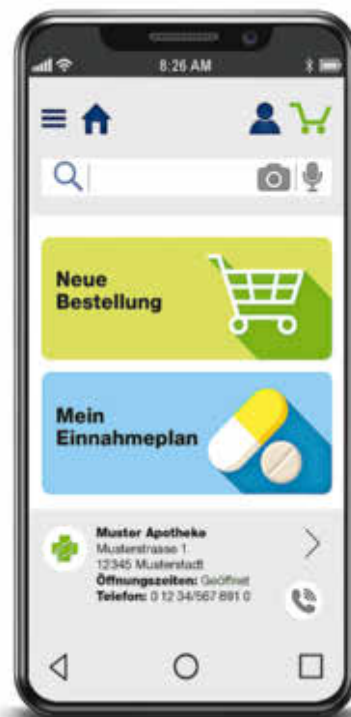 8:26 AM
Neue
Bestellung
Mein
Einnahmeplan
Muster Apotheke
Musterstrasse 1
12345 Musterstadt
Öffnungszeiten: Geöffnet
Telefon: 0 12 34/567 891 0